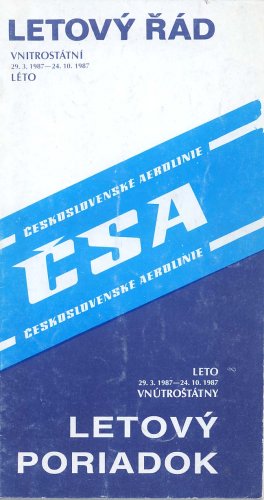 LETOVÝ ŘÁD
VNITROSTÁTNÍ
29. 3. 1987—24. 10. 1987
LÉTO
ČESKOSLOVENSKÉ AEROLINIE
ČSA
ČESKOSLOVENSKÉ AEROLINIE
LETO
29. 3. 1987—24. 10. 1987
VNÚTROŠTÁTNY
LETOVÝ
PORIADOK